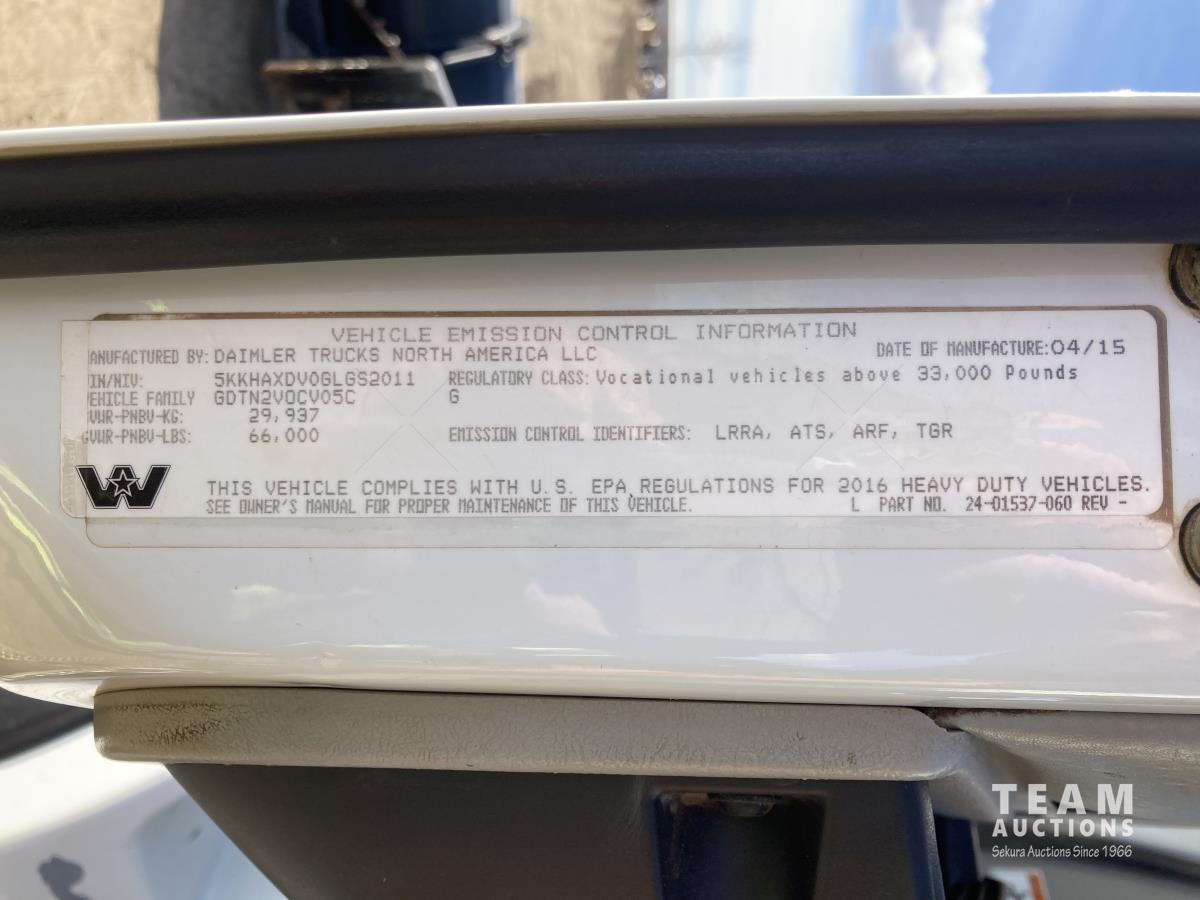 VEHICLE EMISSION CONTROL INFORMATION
ANUFACTURED BY: DAIMLER TRUCKS NORTH AMERICA LLC DATE OF MANUFACTURE: 04/15
IN/NIV: 5KKHAXDV0GLGS2011 REGULATORY CLASS: Vocational vehicles above 33,000 Pounds
EHICLE FAMILY GDTN2VOCV05C G
VWR-PNBV-KG: 29,937
GVWR-PNBV-LBS: 66,000 EMISSION CONTROL IDENTIFIERS: LRRA, ATS, ARF, TGR
W
THIS VEHICLE COMPLIES WITH U.S. EPA REGULATIONS FOR 2016 HEAVY DUTY VEHICLES.
SEE OWNER'S MANUAL FOR PROPER MAINTENANCE OF THIS VEHICLE. L PART NO. 24-01537-060 REV -
TEAM
AUCTIONS
Sekura Auctions Since 1966